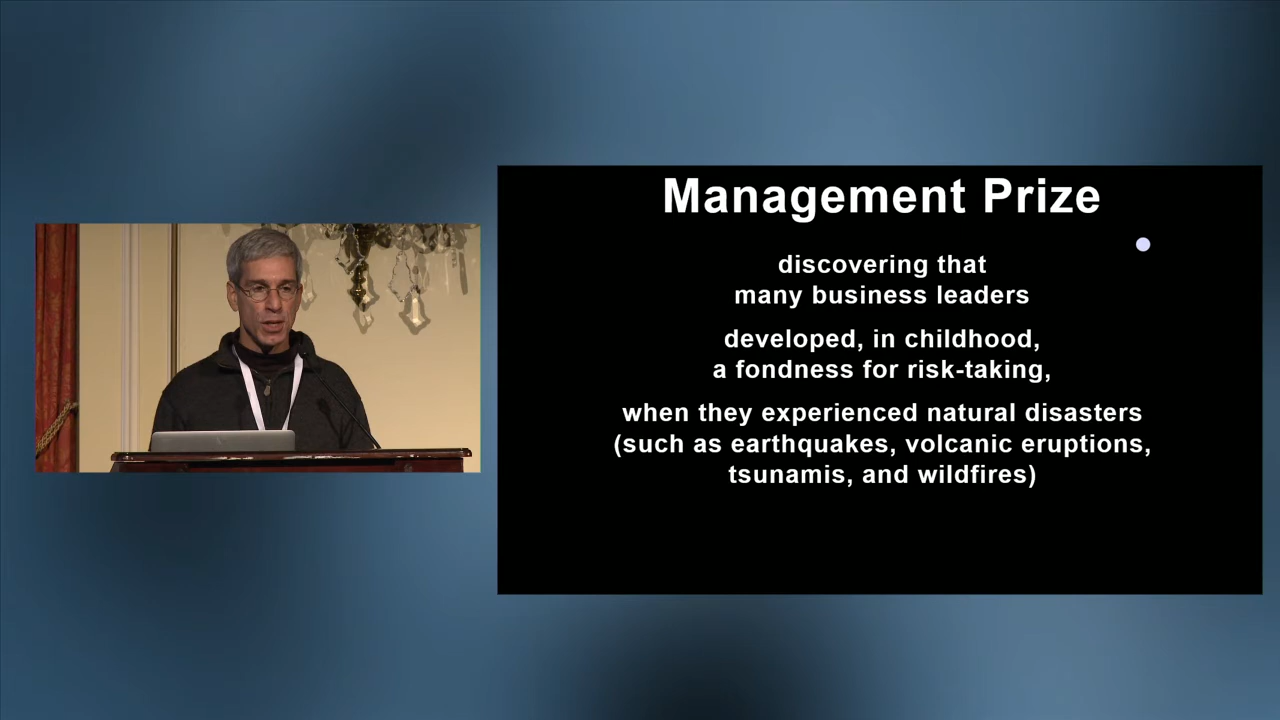 Management Prize
discovering that
many business leaders
developed, in childhood,
a fondness for risk-taking,
when they experienced natural disasters
(such as earthquakes, volcanic eruptions,
tsunamis, and wildfires)